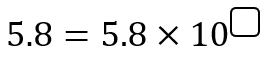 5.8 = 5.8 × 10^□